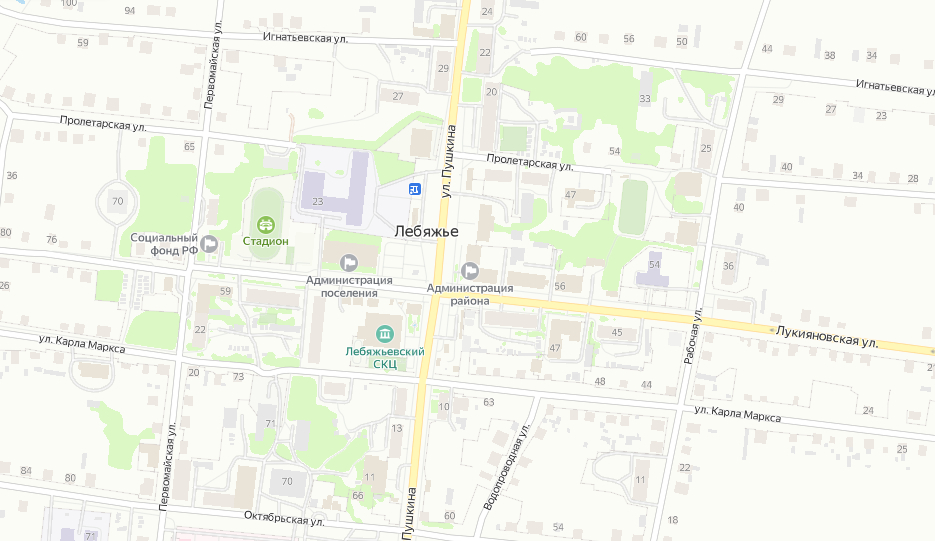 100
94
24
Игнатьевская ул.
59
22
60
56
50
44
38
34
29
Первомайская ул.
27
20
33
Игнатьевская ул.
29
27
23
Пролетарская ул.
65
ул. Пушкина
54
25
Пролетарская ул.
36
40
34
28
70
23
47
Лебяжье
40
80
76
Социальный
фонд РФ
Стадион
54
36
26
Администрация
поселения
Администрация
района
56
59
22
Лукияновская ул.
45
47
Рабочая ул.
ул. Карла Маркса
Лебяжьевский
СКЦ
20
73
48
44
10
63
24
ул. Карла Маркса
71
13
25
Первомайская ул.
Водопроводная ул.
84
80
70
11
66
11
22
Октябрьская ул.
Пушкина
60
54
18
71